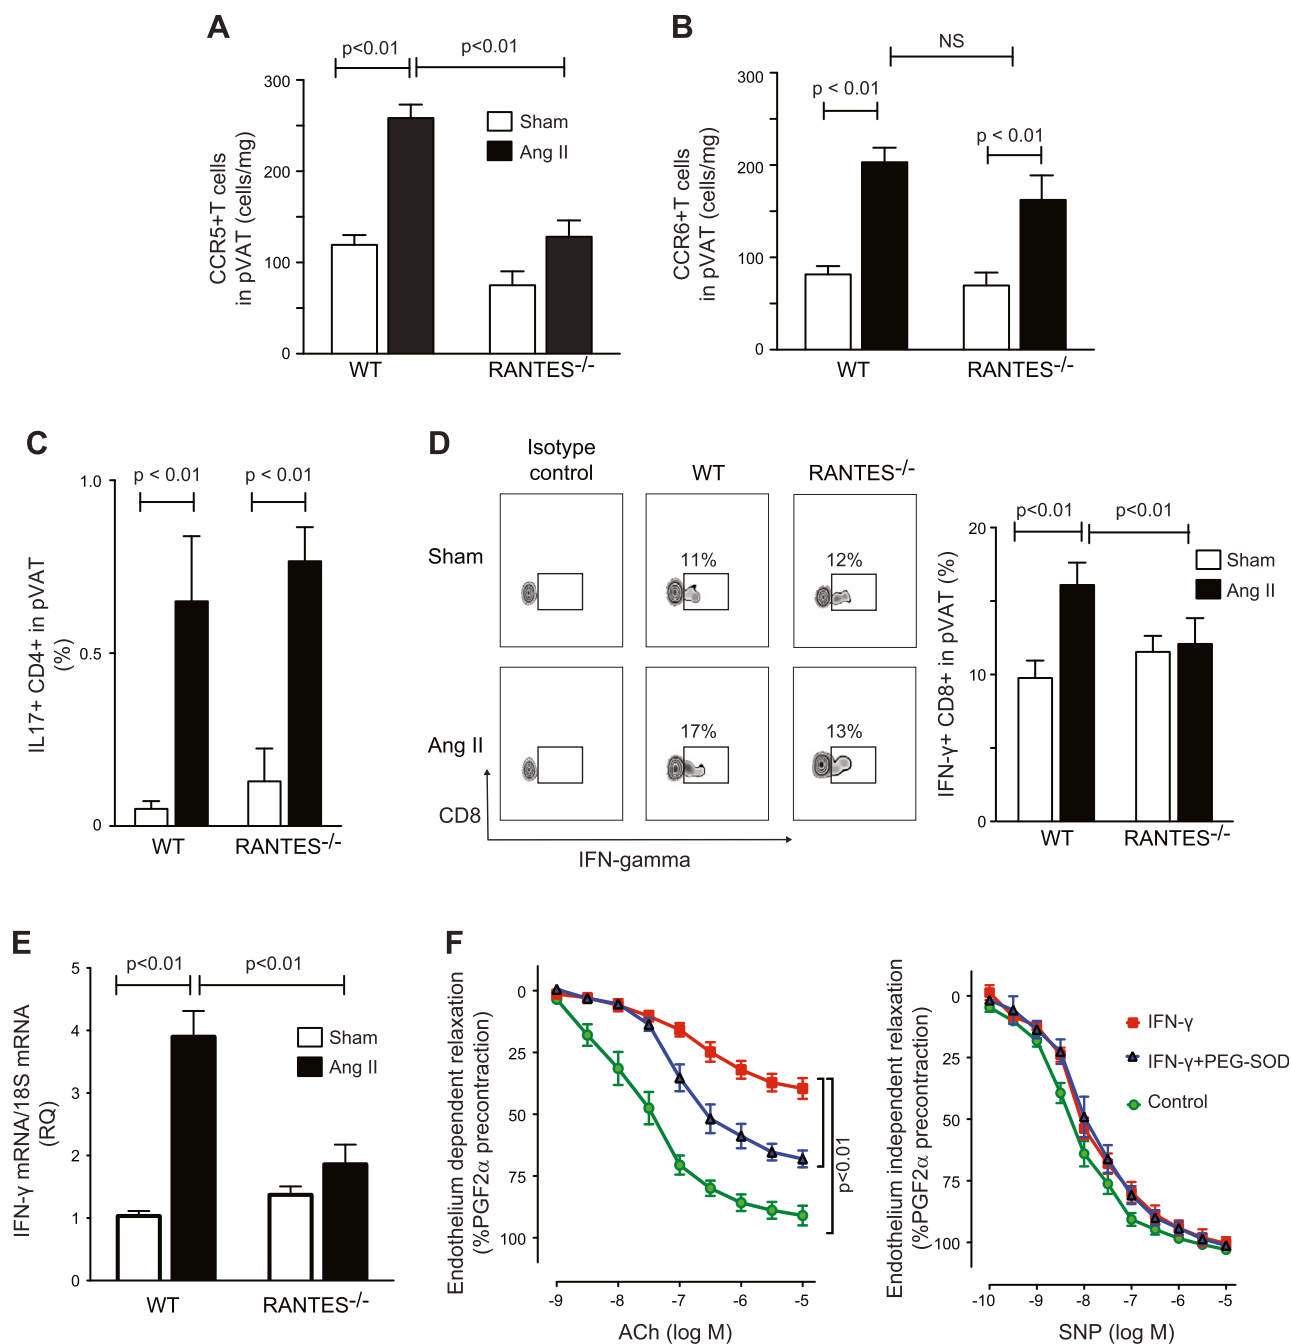 A
p<0.01
p<0.01
300
200
100
0
CCR5+T cells
in pVAT (cells/mg)
Sham
Ang II
WT
RANTES-/-
B
NS
p < 0.01
p < 0.01
300
200
100
0
CCR6+T cells
in pVAT (cells/mg)
WT
RANTES-/-
C
p < 0.01
p < 0.01
1.0
0.5
0
IL17+ CD4+ in pVAT
(%)
WT
RANTES-/-
D
Isotype
control
WT
RANTES-/-
Sham
11%
12%
Ang II
17%
13%
CD8
IFN-gamma
p<0.01
p<0.01
20
10
0
IFN-γ+ CD8+ in pVAT (%)
Sham
Ang II
WT
RANTES-/-
E
p<0.01
p<0.01
5
4
3
2
1
0
IFN-γ mRNA/18S mRNA
(RQ)
Sham
Ang II
WT
RANTES-/-
F
Endothelium dependent relaxation
(%PGF2α precontraction)
0
25
50
75
100
p<0.01
-9
-8
-7
-6
-5
ACh (log M)
Endothelium independent relaxation
(%PGF2α precontraction)
0
25
50
75
100
IFN-γ
IFN-γ+PEG-SOD
Control
-10
-9
-8
-7
-6
-5
SNP (log M)